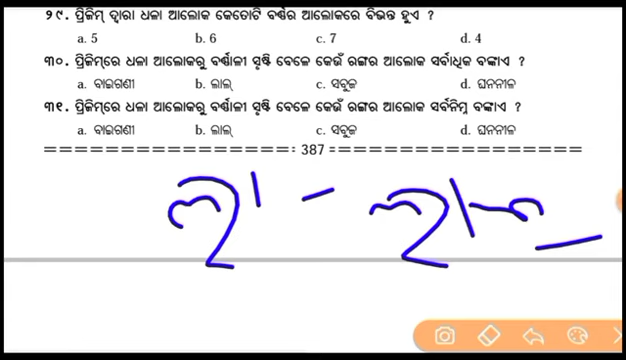 ୨୯. ପ୍ରିଜିମ୍ ଦ୍ୱାରା ଧଳା ଆଲୋକ କେତୋଟି ବର୍ଣ୍ଣର ଆଲୋକରେ ବିଭକ୍ତ ହୁଏ ?
a. 5 b. 6 c. 7 d. 4
୩୦. ପ୍ରିଜିମ୍‌ରେ ଧଳା ଆଲୋକରୁ ବର୍ଣ୍ଣାଳୀ ସୃଷ୍ଟି ବେଳେ କେଉଁ ରଙ୍ଗର ଆଲୋକ ସର୍ବାଧିକ ବଙ୍କାଏ ?
a. ବାଇଗଣୀ b. ଲାଲ୍ c. ସବୁଜ d. ଘନନୀଳ
୩୧. ପ୍ରିଜିମ୍‌ରେ ଧଳା ଆଲୋକରୁ ବର୍ଣ୍ଣାଳୀ ସୃଷ୍ଟି ବେଳେ କେଉଁ ରଙ୍ଗର ଆଲୋକ ସର୍ବନିମ୍ନ ବଙ୍କାଏ ?
a. ବାଇଗଣୀ b. ଲାଲ୍ c. ସବୁଜ d. ଘନନୀଳ
================: 387 :================